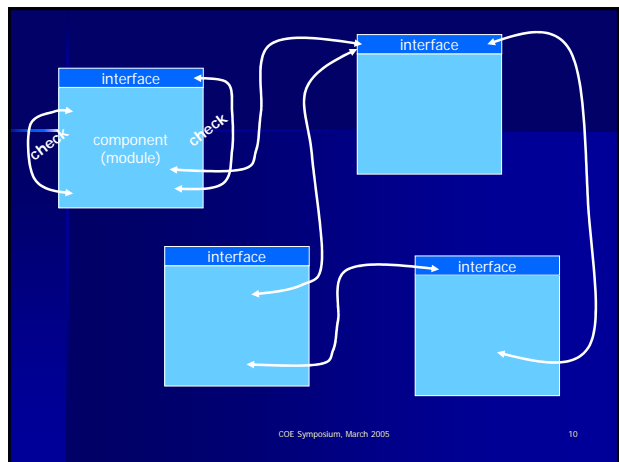 interface
interface
check
check
component
(module)
interface
interface
COE Symposium, March 2005
10